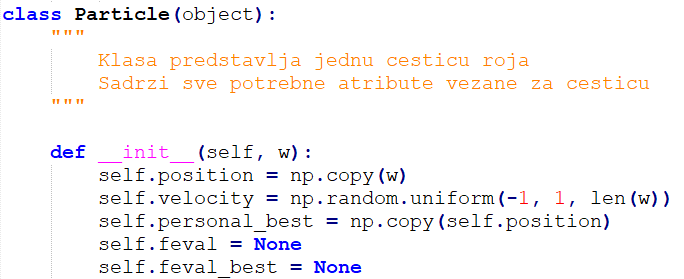 class Particle(object):
    """
        Klasa predstavlja jednu cesticu roja
        Sadrzi sve potrebne atribute vezane za cesticu
    """
    def __init__(self, w):
        self.position = np.copy(w)
        self.velocity = np.random.uniform(-1, 1, len(w))
        self.personal_best = np.copy(self.position)
        self.feval = None
        self.feval_best = None